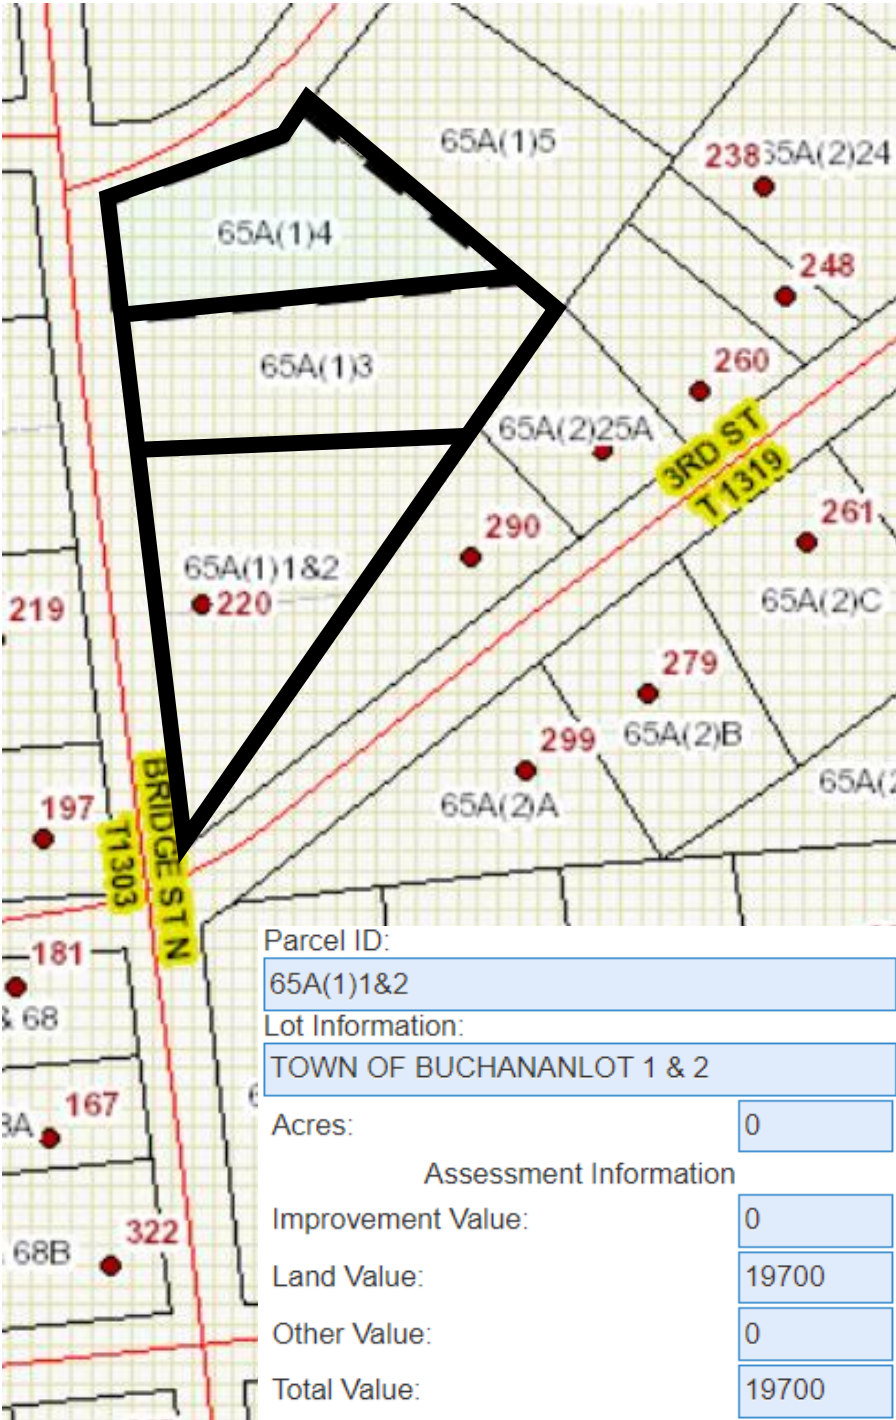 65A(1)5
238
65A(2)24
65A(1)4
248
65A(1)3
260
65A(2)25A
3RD ST
T 1319
290
261
65A(1)1&2
220
65A(2)C
219
279
65A(2)B
299
65A(2)A
65A(2
197
BRIDGE ST N
T1303
181
& 68
167
322
68B
Parcel ID:
65A(1)1&2
Lot Information:
TOWN OF BUCHANANLOT 1 & 2
Acres:
0
Assessment Information
Improvement Value:
0
Land Value:
19700
Other Value:
0
Total Value:
19700